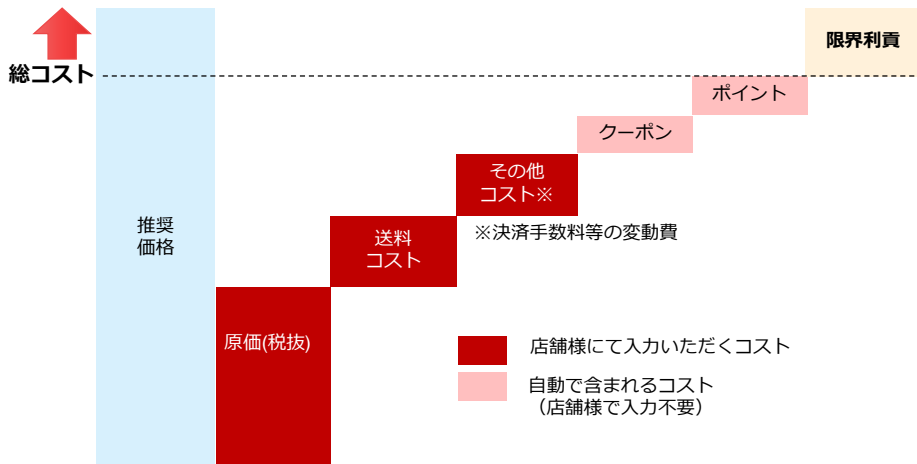 限界利貢
総コスト
ポイント
クーポン
その他
コスト※
推奨
価格
送料
コスト
※決済手数料等の変動費
原価(税抜)
店舗様にて入力いただくコスト
自動で含まれるコスト
（店舗様で入力不要）